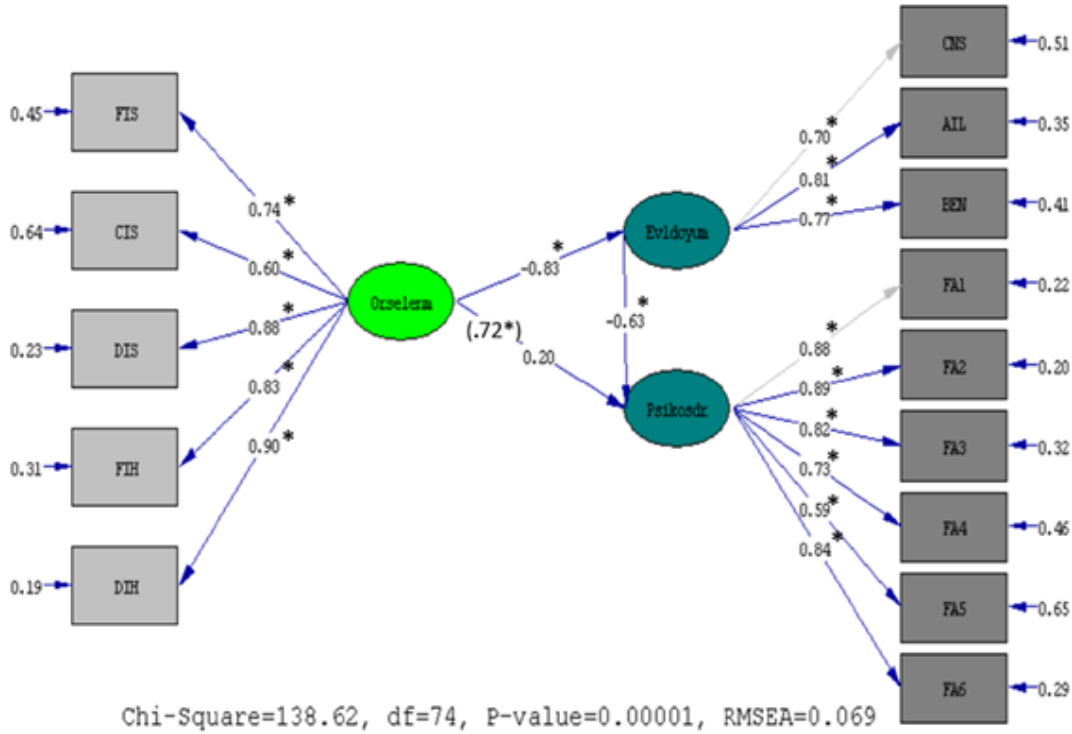 CNS
0.51
FIS
0.45
0.70*
AIL
0.35
0.81*
0.74*
CIS
0.64
0.77*
BEN
0.41
Evldoyum
0.60*
-0.83*
Orselenm
FA1
0.22
0.88*
DIS
0.23
0.88*
-0.63*
(.72*)
0.20
0.88*
FA2
0.20
0.89*
0.83*
Psikosdr
0.82*
FA3
0.32
FIH
0.31
0.90*
0.73*
FA4
0.46
0.59*
0.84*
DIH
0.19
FA5
0.65
FA6
0.29
Chi-Square=138.62, df=74, P-value=0.00001, RMSEA=0.069